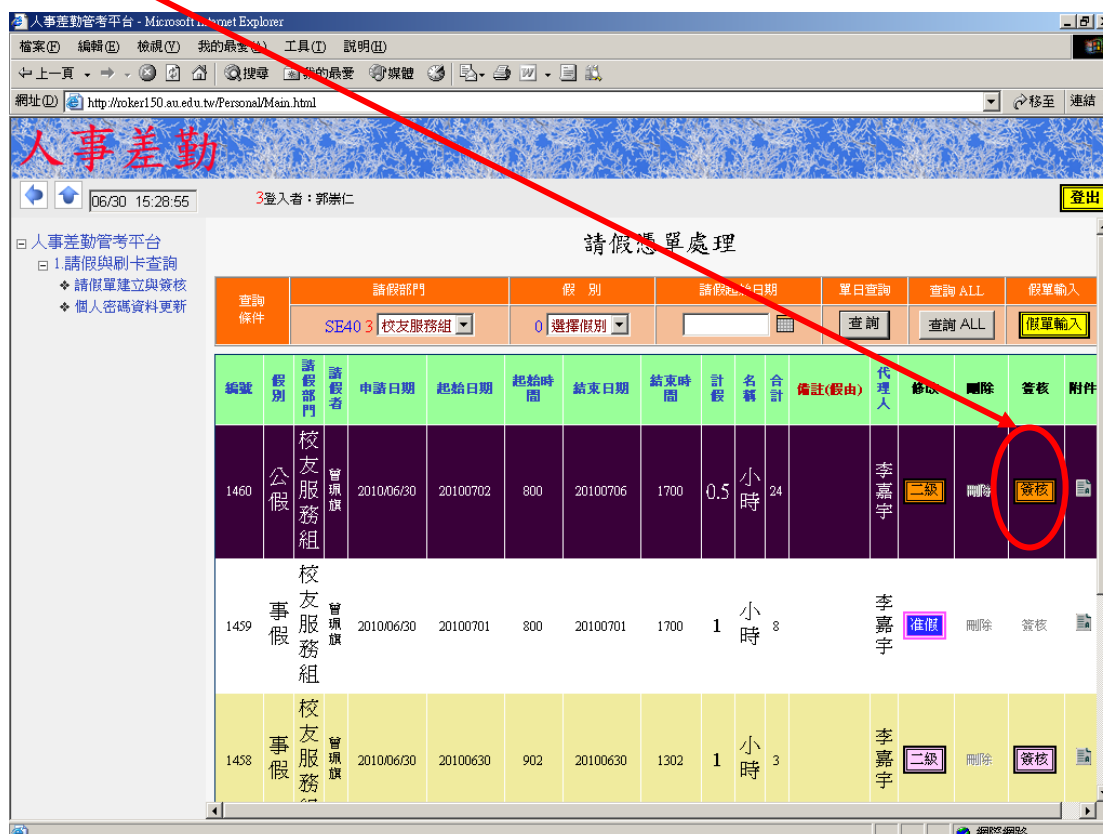 人事差勤管考平台 - Microsoft Internet Explorer
檔案(F) 編輯(E) 檢視(V) 我的最愛(A) 工具(T) 說明(H)
上一頁 搜尋 我的最愛 媒體
網址(D) http://roker150.au.edu.tw/Personal/Main.html 移至 連結
人事差勤
06/30 15:28:55 3登入者：郭崇仁 登出
人事差勤管考平台
1.請假與刷卡查詢
請假單建立與簽核
個人密碼資料更新
請假憑單處理
查詢條件 請假部門 假 別 請假起始日期 單日查詢 查詢 ALL 假單輸入
SE40 3 校友服務組 0 選擇假別 查詢 查詢 ALL 假單輸入
編號 假別 請假部門 請假者 申請日期 起始日期 起始時間 結束日期 結束時間 計假 名稱 合計 備註(假由) 代理人 修改 刪除 簽核 附件
1460 公假 校友服務組 曾珮旗 2010/06/30 20100702 800 20100706 1700 0.5 小時 24 李嘉宇 二級 刪除 簽核
1459 事假 校友服務組 曾珮旗 2010/06/30 20100701 800 20100701 1700 1 小時 8 李嘉宇 准假 刪除 簽核
1458 事假 校友服務 曾珮旗 2010/06/30 20100630 902 20100630 1302 1 小時 3 李嘉宇 二級 刪除 簽核
網際網路